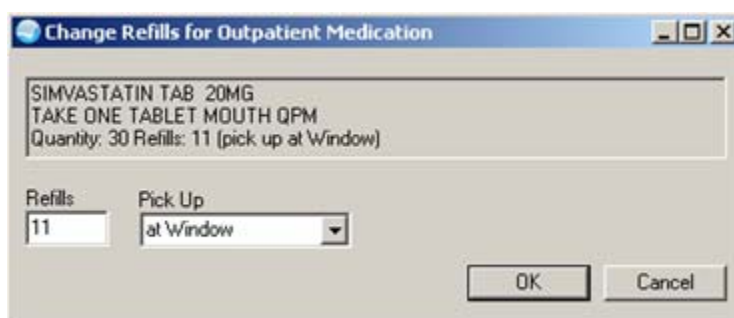 Change Refills for Outpatient Medication
SIMVASTATIN TAB 20MG
TAKE ONE TABLET MOUTH QPM
Quantity: 30 Refills: 11 (pick up at Window)
Refills Pick Up
11 at Window
OK Cancel